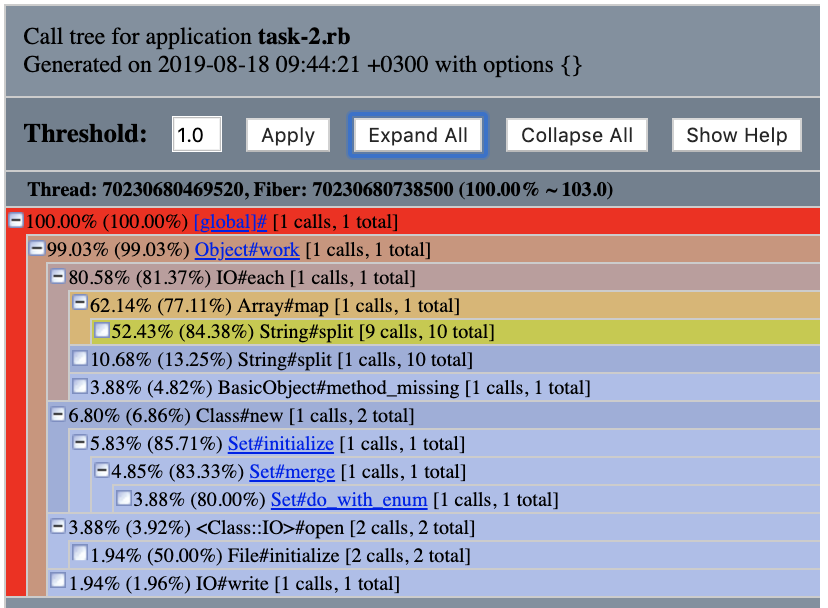 Call tree for application task-2.rb
Generated on 2019-08-18 09:44:21 +0300 with options {}
Threshold: 1.0 Apply Expand All Collapse All Show Help
Thread: 70230680469520, Fiber: 70230680738500 (100.00% ~ 103.0)
100.00% (100.00%) [global]# [1 calls, 1 total]
99.03% (99.03%) Object#work [1 calls, 1 total]
80.58% (81.37%) IO#each [1 calls, 1 total]
62.14% (77.11%) Array#map [1 calls, 1 total]
52.43% (84.38%) String#split [9 calls, 10 total]
10.68% (13.25%) String#split [1 calls, 10 total]
3.88% (4.82%) BasicObject#method_missing [1 calls, 1 total]
6.80% (6.86%) Class#new [1 calls, 2 total]
5.83% (85.71%) Set#initialize [1 calls, 1 total]
4.85% (83.33%) Set#merge [1 calls, 1 total]
3.88% (80.00%) Set#do_with_enum [1 calls, 1 total]
3.88% (3.92%) <Class::IO>#open [2 calls, 2 total]
1.94% (50.00%) File#initialize [2 calls, 2 total]
1.94% (1.96%) IO#write [1 calls, 1 total]